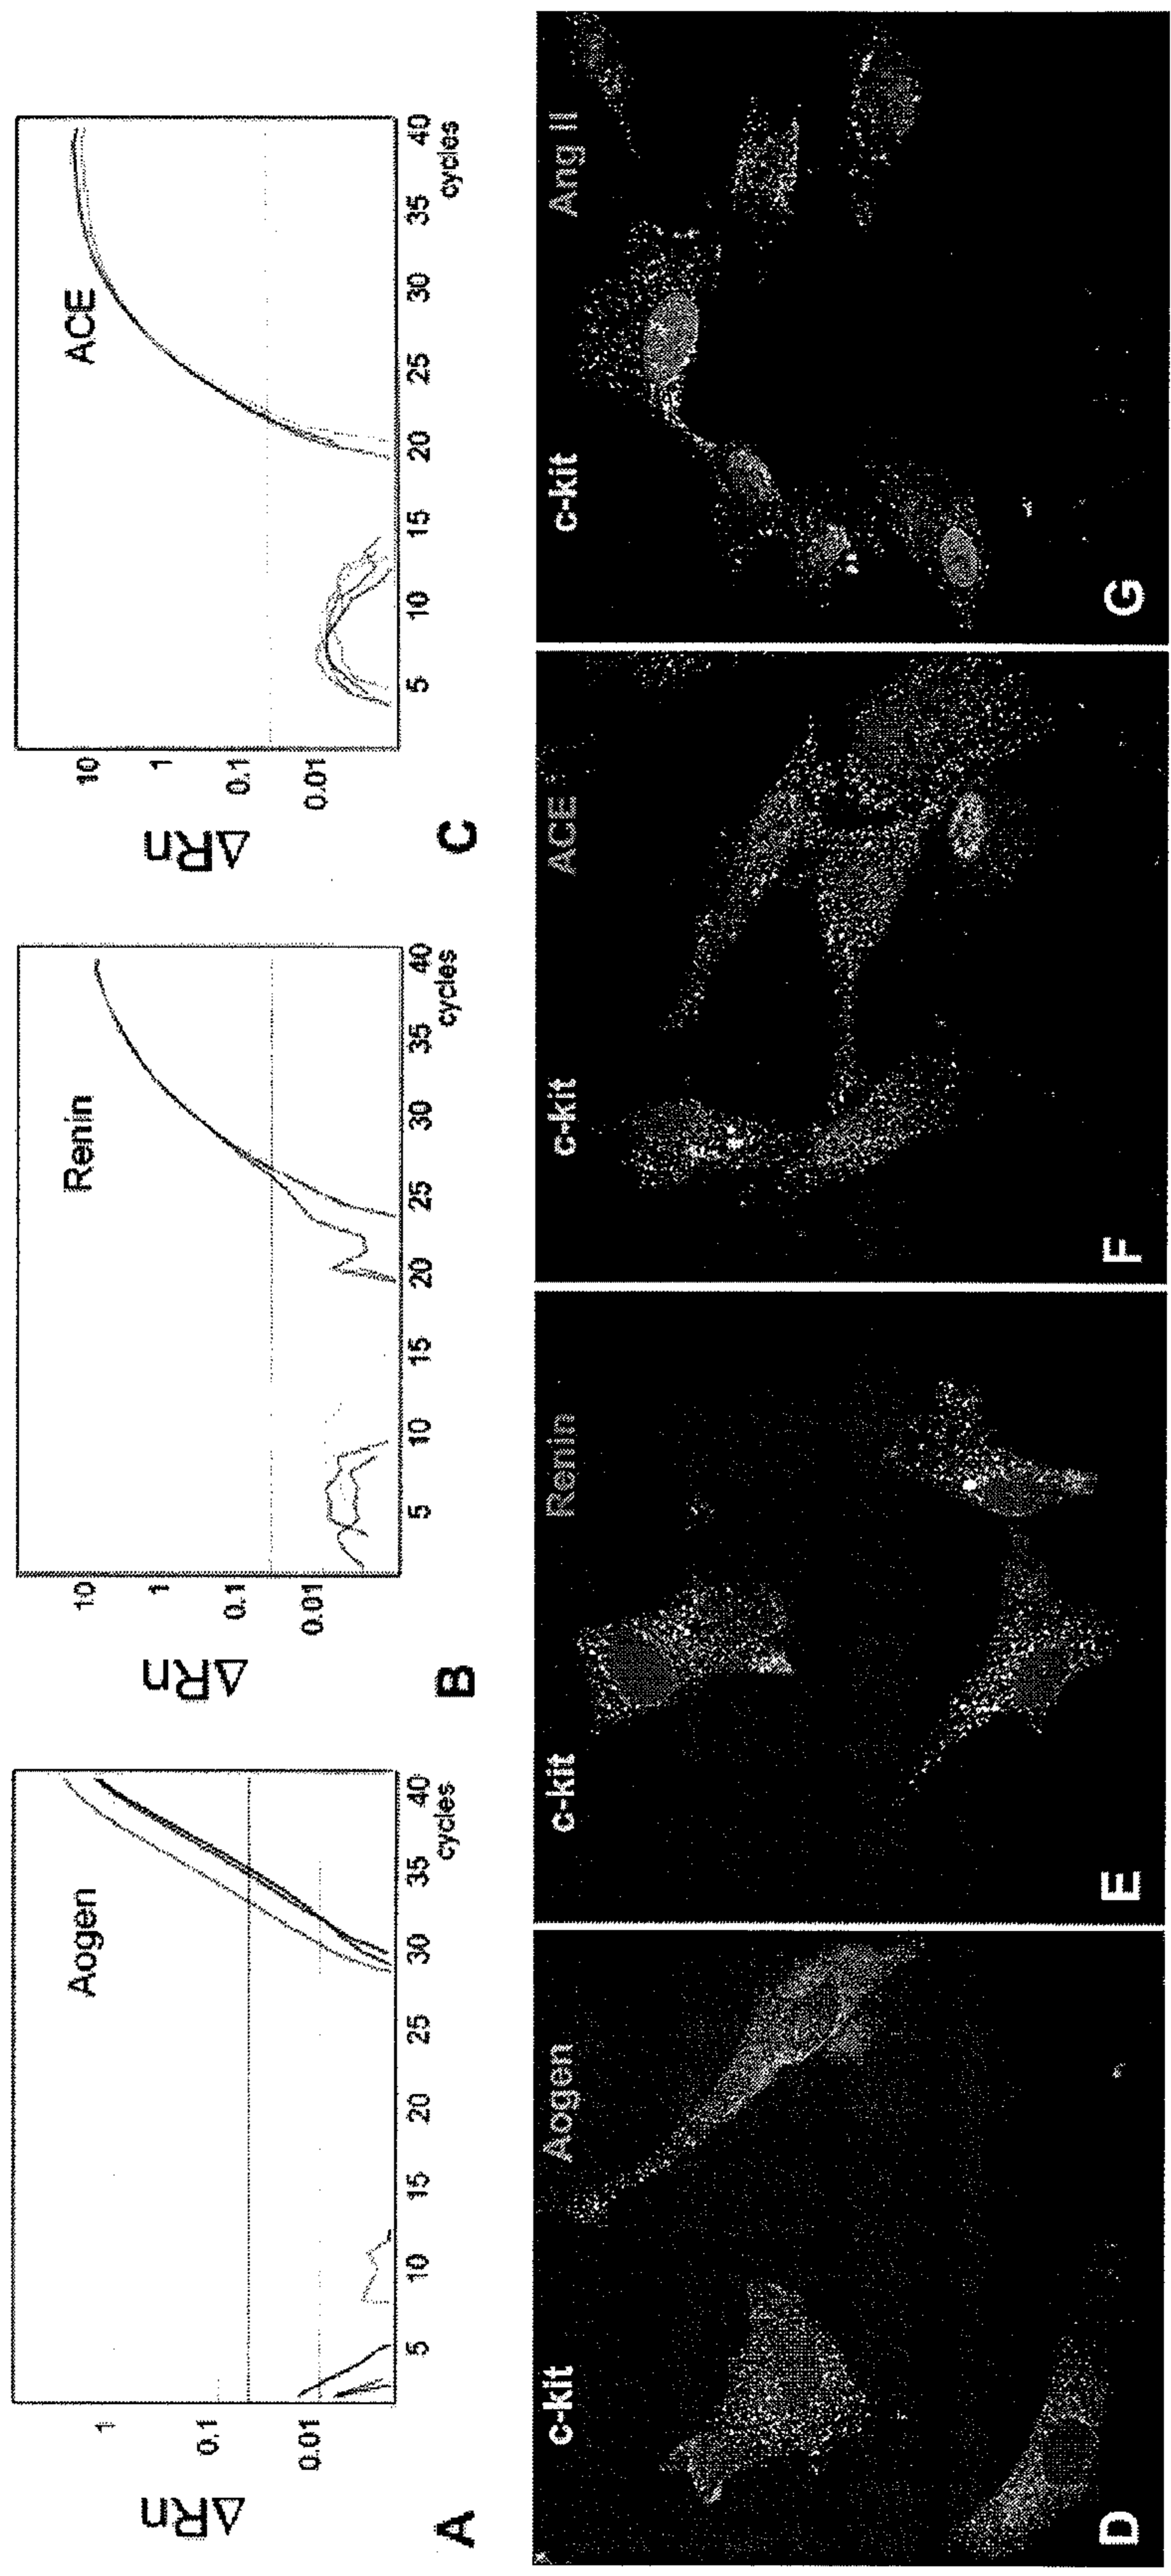 Aogen
ΔRn
1
0.1
0.01
5
10
15
20
25
30
35
40
cycles
A
Renin
ΔRn
10
1
0.1
0.01
5
10
15
20
25
30
35
40
cycles
B
ACE
ΔRn
10
1
0.1
0.01
5
10
15
20
25
30
35
40
cycles
C
c-kit Aogen
D
c-kit Renin
E
c-kit ACE
F
c-kit Ang II
G